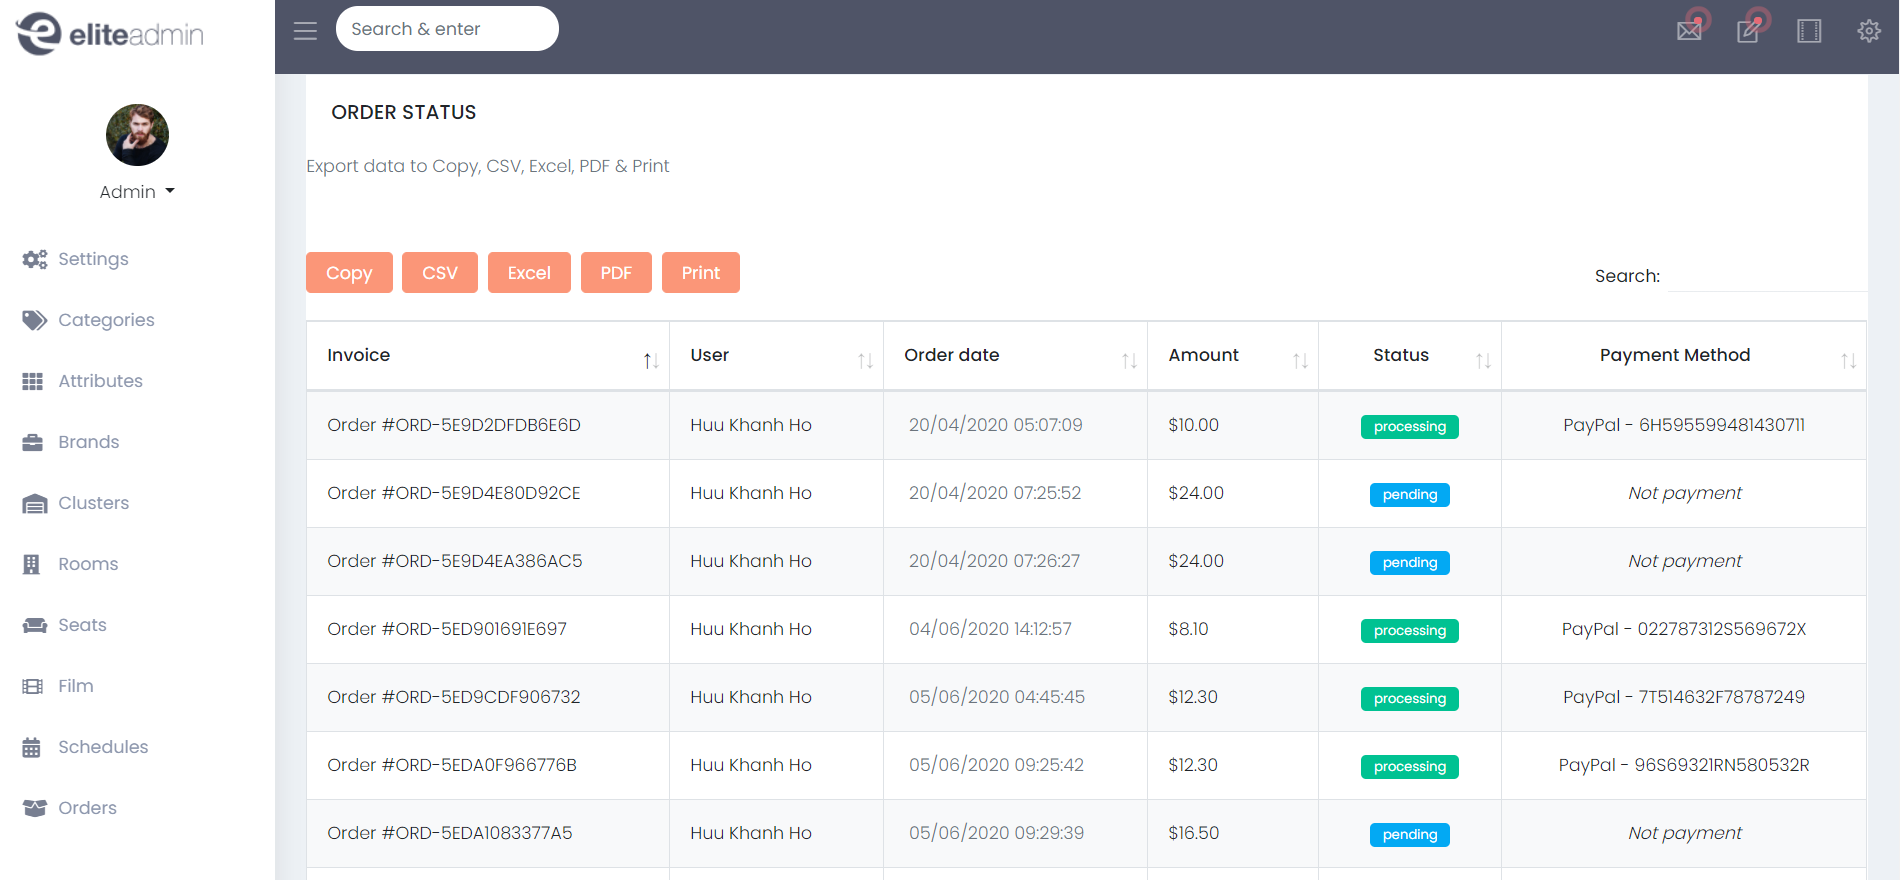 eliteadmin
Search & enter
Admin
Settings
Categories
Attributes
Brands
Clusters
Rooms
Seats
Film
Schedules
Orders
ORDER STATUS
Export data to Copy, CSV, Excel, PDF & Print
Copy CSV Excel PDF Print
Search:
Invoice User Order date Amount Status Payment Method
Order #ORD-5E9D2DFDB6E6D Huu Khanh Ho 20/04/2020 05:07:09 $10.00 processing PayPal - 6H595599481430711
Order #ORD-5E9D4E80D92CE Huu Khanh Ho 20/04/2020 07:25:52 $24.00 pending Not payment
Order #ORD-5E9D4EA386AC5 Huu Khanh Ho 20/04/2020 07:26:27 $24.00 pending Not payment
Order #ORD-5ED901691E697 Huu Khanh Ho 04/06/2020 14:12:57 $8.10 processing PayPal - 022787312S569672X
Order #ORD-5ED9CDF906732 Huu Khanh Ho 05/06/2020 04:45:45 $12.30 processing PayPal - 7T514632F78787249
Order #ORD-5EDA0F966776B Huu Khanh Ho 05/06/2020 09:25:42 $12.30 processing PayPal - 96S69321RN580532R
Order #ORD-5EDA1083377A5 Huu Khanh Ho 05/06/2020 09:29:39 $16.50 pending Not payment